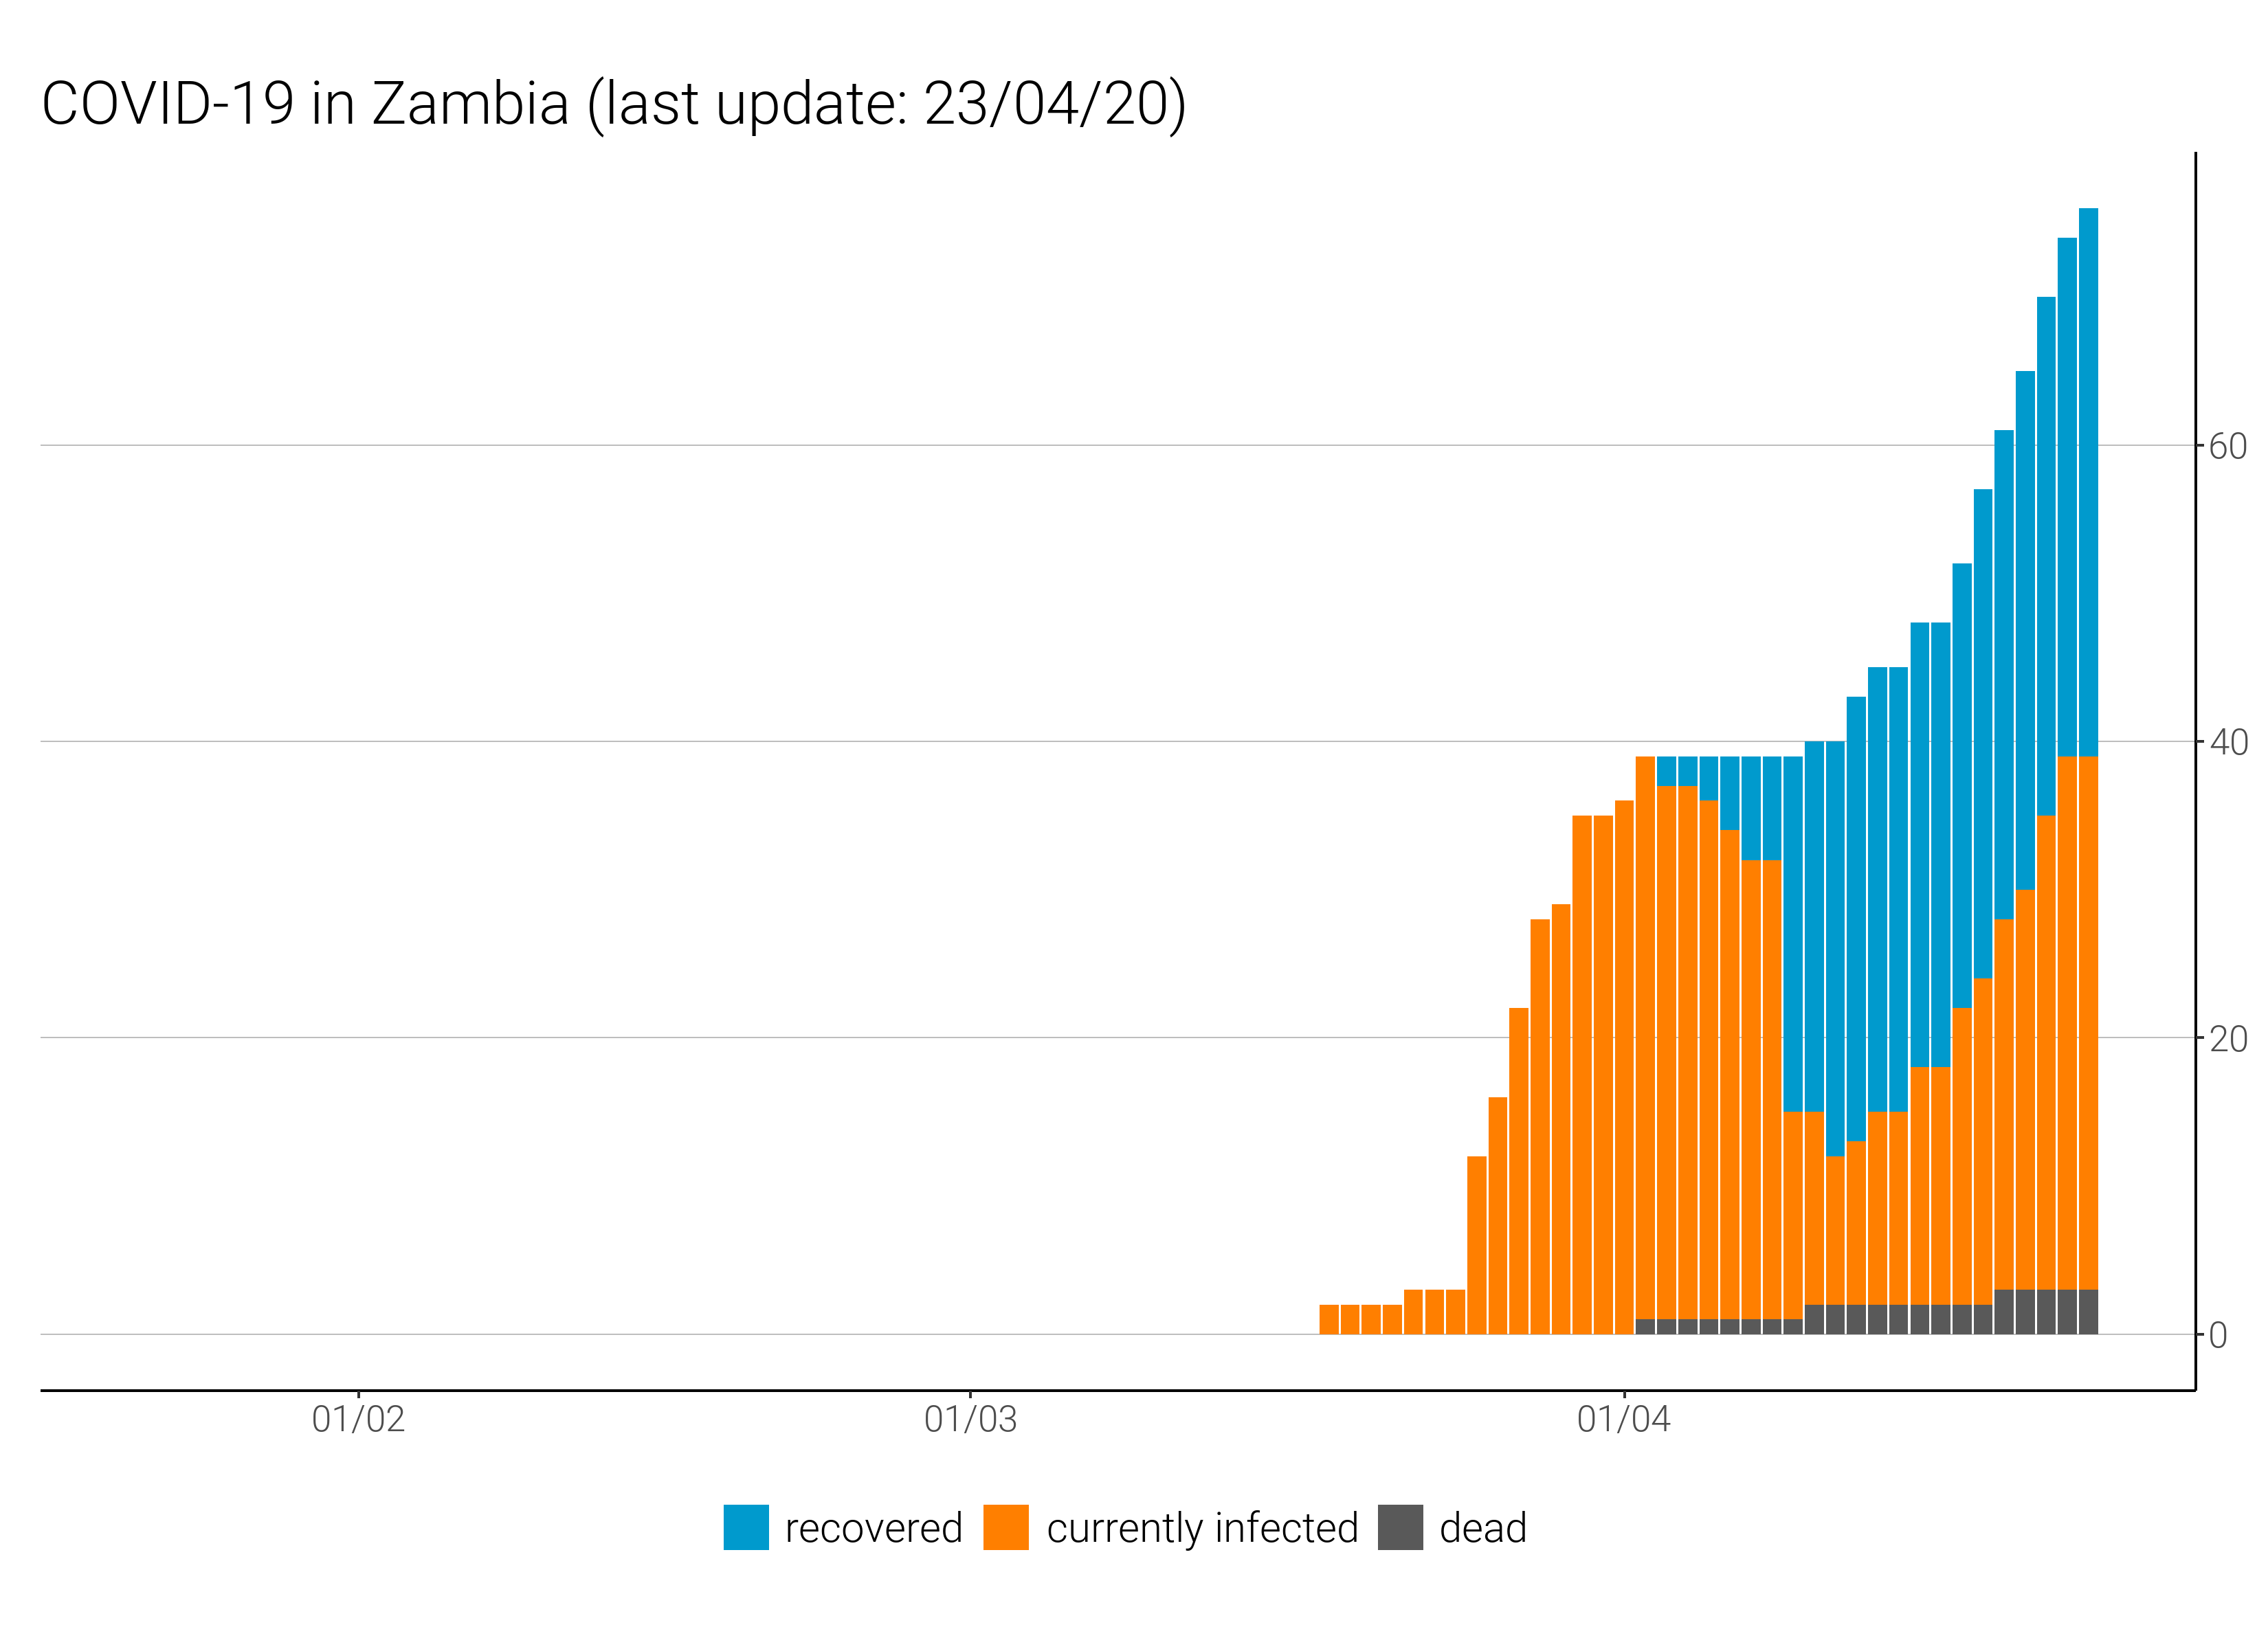 COVID-19 in Zambia (last update: 23/04/20)
60
40
20
0
01/02 01/03 01/04
recovered currently infected dead